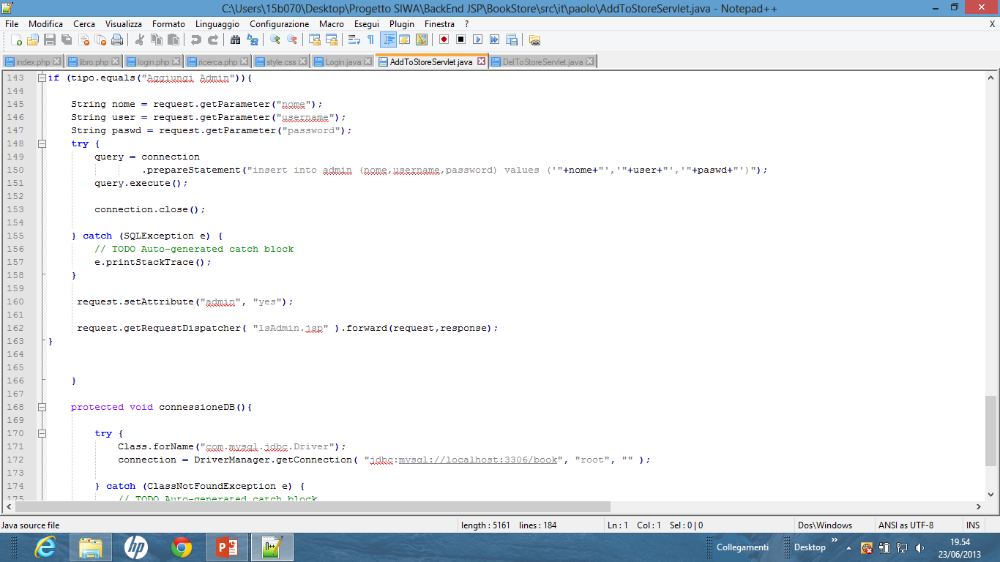 C:\Users\15b070\Desktop\Progetto SIWA\BackEnd JSP\BookStore\src\it\paolo\AddToStoreServlet.java - Notepad++
File Modifica Cerca Visualizza Formato Linguaggio Configurazione Macro Esegui Plugin Finestra ? X
index.php libro.php login.php ricerca.php style.css Login.java AddToStoreServlet.java DelToStoreServlet.java
143 if (tipo.equals("Aggiungi Admin")){
144
145 String nome = request.getParameter("nome");
146 String user = request.getParameter("username");
147 String paswd = request.getParameter("password");
148 try {
149 query = connection
150 .prepareStatement("insert into admin (nome,username,password) values ('"+nome+"','"+user+"','"+paswd+"')");
151 query.execute();
152
153 connection.close();
154
155 } catch (SQLException e) {
156 // TODO Auto-generated catch block
157 e.printStackTrace();
158 }
159
160 request.setAttribute("admin", "yes");
161
162 request.getRequestDispatcher( "lsAdmin.jsp" ).forward(request,response);
163 }
164
165
166 }
167
168 protected void connessioneDB(){
169
170 try {
171 Class.forName("com.mysql.jdbc.Driver");
172 connection = DriverManager.getConnection( "jdbc:mysql://localhost:3306/book", "root", "" );
173
174 } catch (ClassNotFoundException e) {
175 // TODO Auto-generated catch block
Java source file length : 5161 lines : 184 Ln : 1 Col : 1 Sel : 0 | 0 Dos\Windows ANSI as UTF-8 INS
Collegamenti Desktop 19.54
23/06/2013